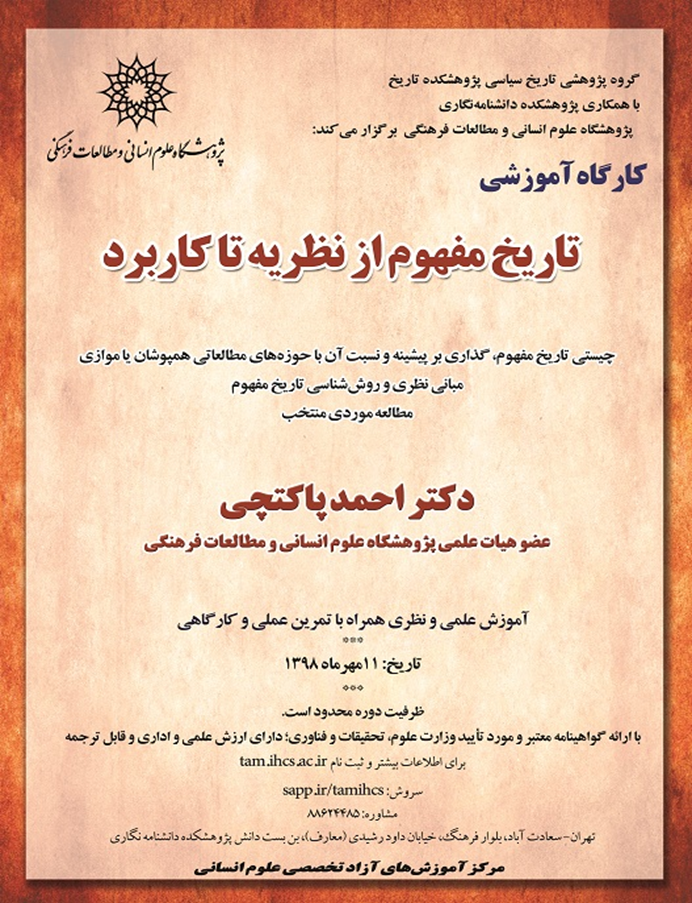 گروه پژوهشی تاریخ سیاسی پژوهشکده تاریخ
با همکاری پژوهشکده دانشنامه‌نگاری
پژوهشگاه علوم انسانی و مطالعات فرهنگی برگزار می‌کند:
پژوهشگاه علوم انسانی و مطالعات فرهنگی
کارگاه آموزشی
تاریخ مفهوم از نظریه تا کاربرد
چیستی تاریخ مفهوم، گذاری بر پیشینه و نسبت آن با حوزه‌های مطالعاتی همپوشان یا موازی
مبانی نظری و روش‌شناسی تاریخ مفهوم
مطالعه موردی منتخب
دکتر احمد پاکتچی
عضو هیات علمی پژوهشگاه علوم انسانی و مطالعات فرهنگی
آموزش علمی و نظری همراه با تمرین عملی و کارگاهی
***
تاریخ: ۱۱مهرماه ۱۳۹۸
***
ظرفیت دوره محدود است.
با ارائه گواهینامه معتبر و مورد تأیید وزارت علوم، تحقیقات و فناوری؛ دارای ارزش علمی و اداری و قابل ترجمه
برای اطلاعات بیشتر و ثبت نام tam.ihcs.ac.ir
سروش: sapp.ir/tamihcs
مشاوره: ۸۸۶۲۴۴۸۵
تهران-سعادت آباد، بلوار فرهنگ، خیابان داود رشیدی (معارف)، بن بست دانش پژوهشکده دانشنامه نگاری
مرکز آموزش‌های آزاد تخصصی علوم انسانی